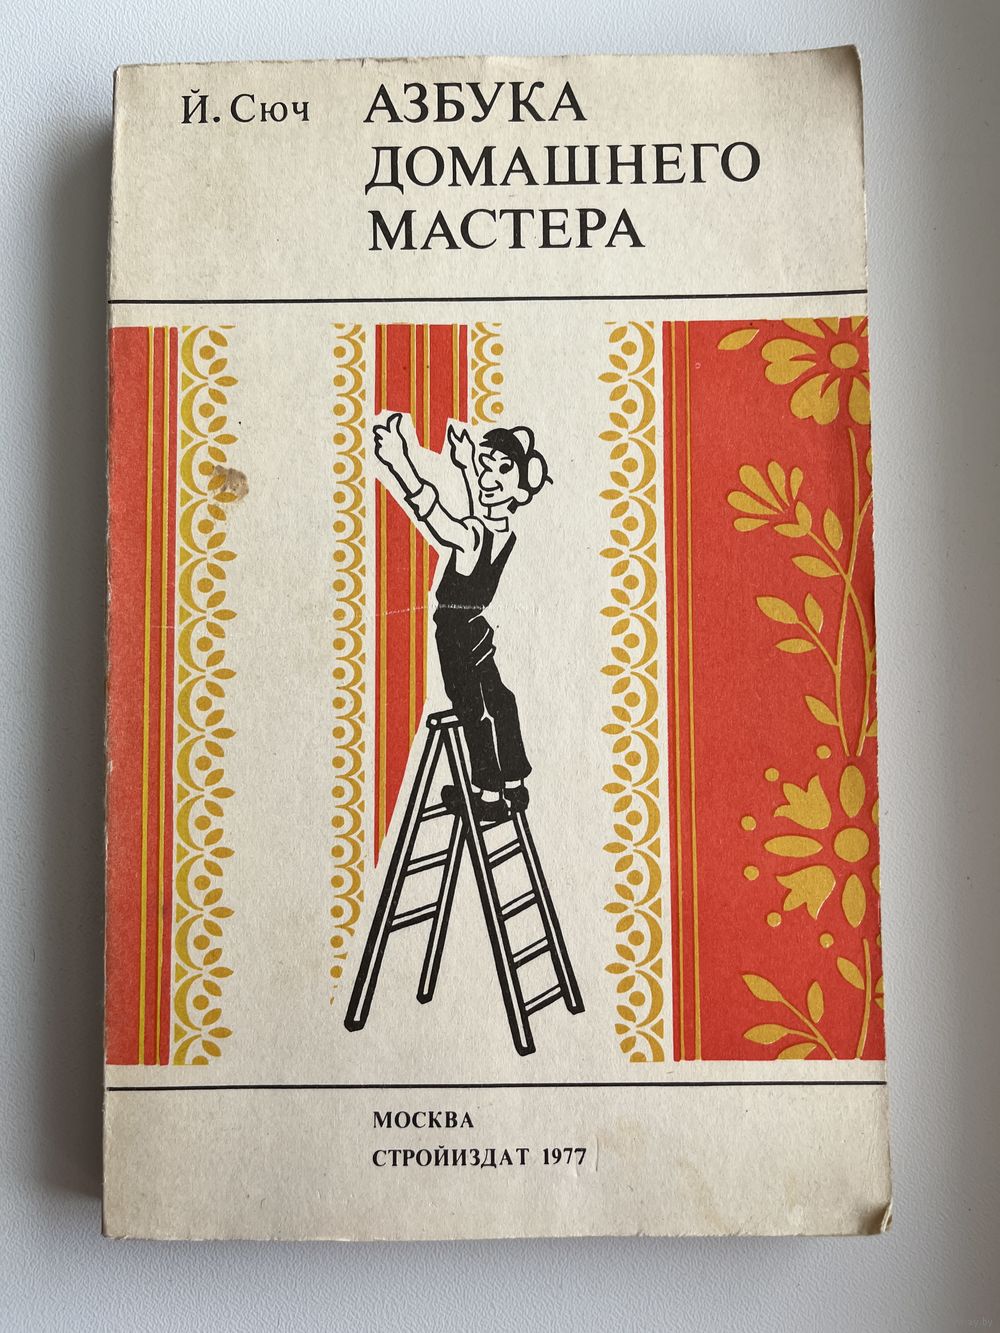 Й. Сюч
АЗБУКА
ДОМАШНЕГО
МАСТЕРА
МОСКВА
СТРОЙИЗДАТ 1977